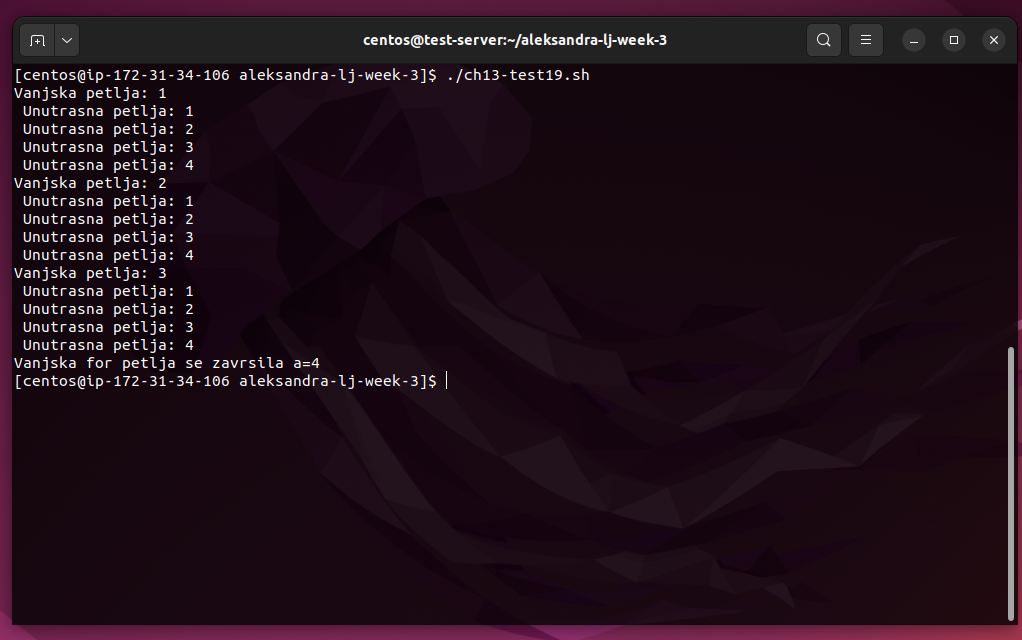 centos@test-server:~/aleksandra-lj-week-3
[centos@ip-172-31-34-106 aleksandra-lj-week-3]$ ./ch13-test19.sh
Vanjska petlja: 1
 Unutrasna petlja: 1
 Unutrasna petlja: 2
 Unutrasna petlja: 3
 Unutrasna petlja: 4
Vanjska petlja: 2
 Unutrasna petlja: 1
 Unutrasna petlja: 2
 Unutrasna petlja: 3
 Unutrasna petlja: 4
Vanjska petlja: 3
 Unutrasna petlja: 1
 Unutrasna petlja: 2
 Unutrasna petlja: 3
 Unutrasna petlja: 4
Vanjska for petlja se zavrsila a=4
[centos@ip-172-31-34-106 aleksandra-lj-week-3]$